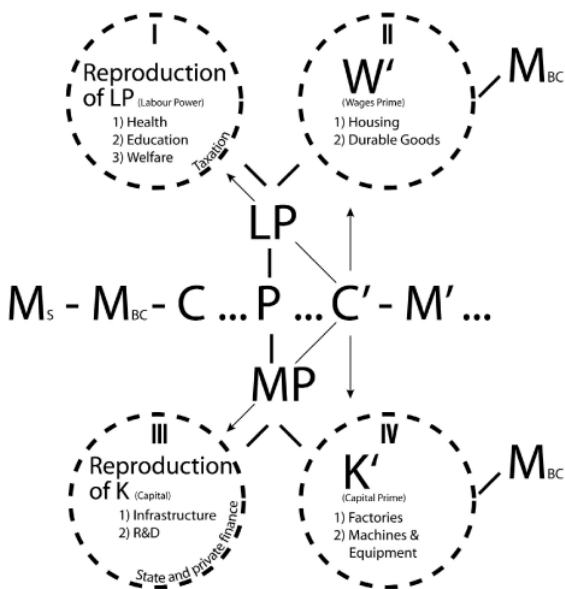 I
Reproduction
of LP (Labour Power)
1) Health
2) Education
3) Welfare
Taxation
II
W'
(Wages Prime)
1) Housing
2) Durable Goods
MBC
LP
MS - MBC - C ... P ... C' - M' ...
MP
III
Reproduction
of K (Capital)
1) Infrastructure
2) R&D
State and private finance
IV
K'
(Capital Prime)
1) Factories
2) Machines &
Equipment
MBC